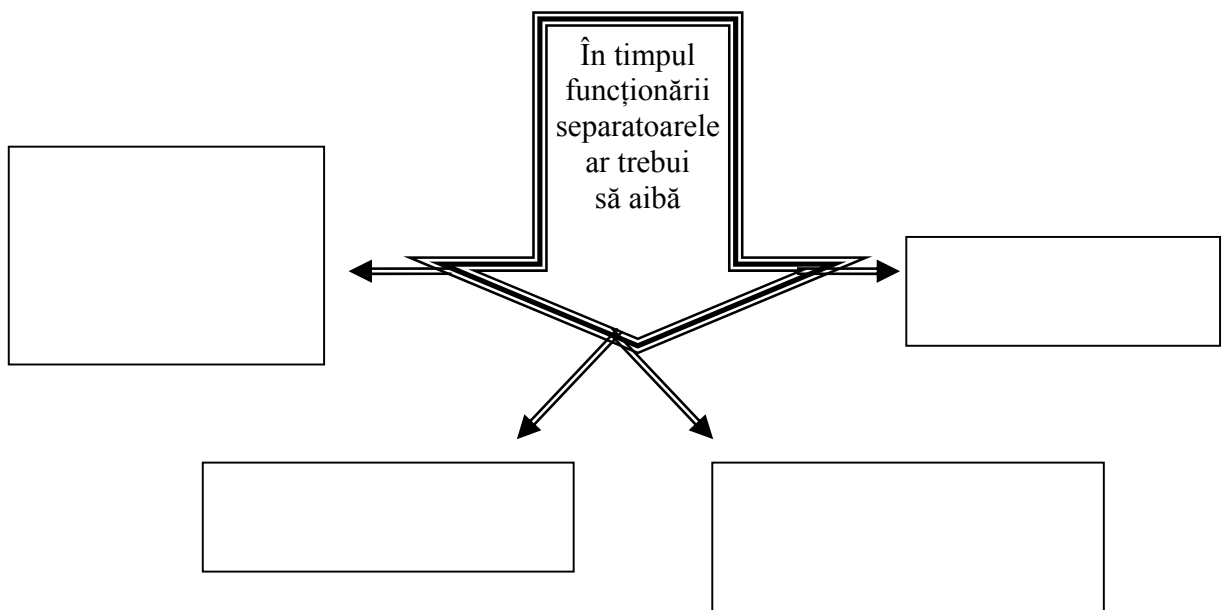 În timpul
funcționării
separatoarele
ar trebui
să aibă